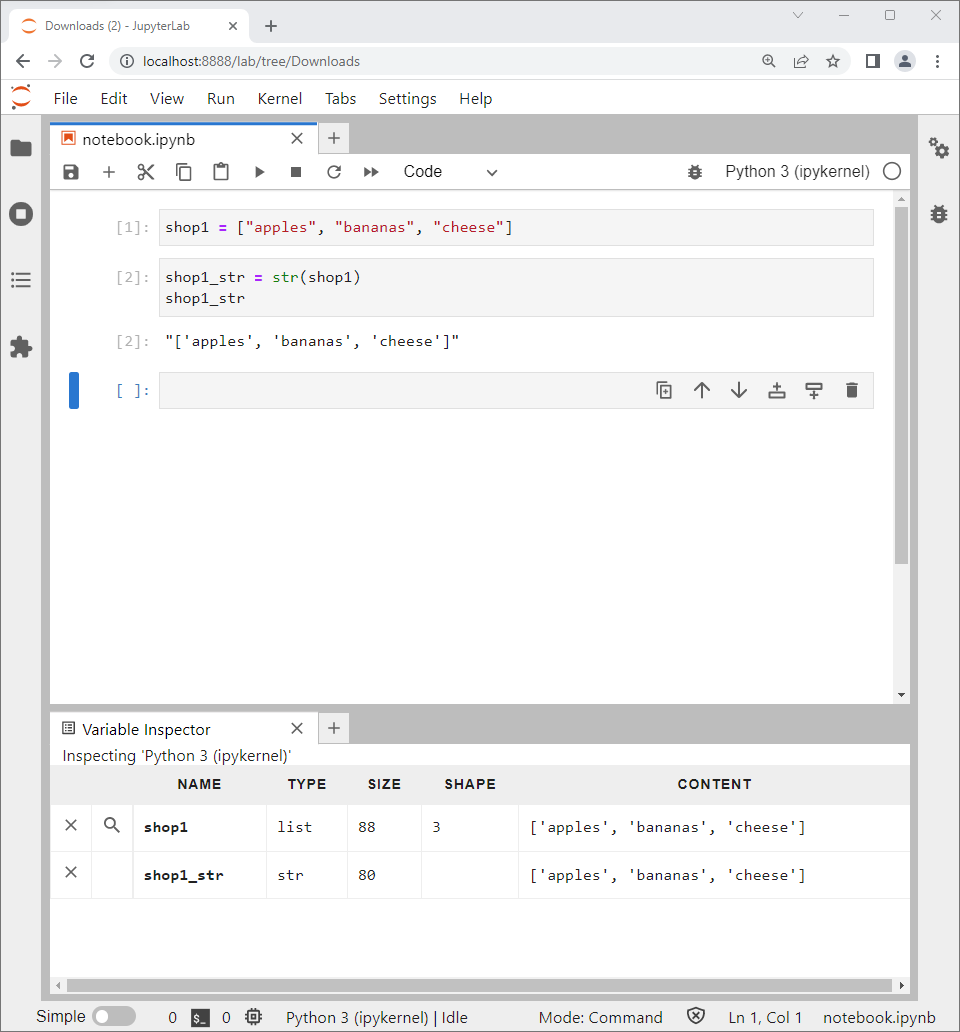 Downloads (2) - JupyterLab
localhost:8888/lab/tree/Downloads
File Edit View Run Kernel Tabs Settings Help
notebook.ipynb
Code Python 3 (ipykernel)
[1]: shop1 = ["apples", "bananas", "cheese"]
[2]: shop1_str = str(shop1)
shop1_str
[2]: "['apples', 'bananas', 'cheese']"
[ ]:
Variable Inspector
Inspecting 'Python 3 (ipykernel)'
NAME TYPE SIZE SHAPE CONTENT
shop1 list 88 3 ['apples', 'bananas', 'cheese']
shop1_str str 80 ['apples', 'bananas', 'cheese']
Simple 0 $_ 0 Python 3 (ipykernel) | Idle Mode: Command Ln 1, Col 1 notebook.ipynb